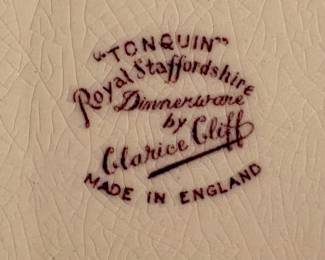 "TONQUIN"
Royal Staffordshire
Dinnerware
by
Clarice Cliff
MADE IN ENGLAND